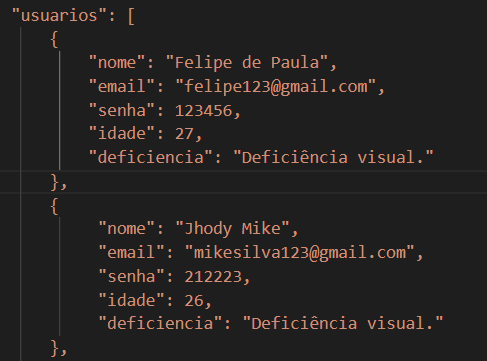 "usuarios": [
{
"nome": "Felipe de Paula",
"email": "felipe123@gmail.com",
"senha": 123456,
"idade": 27,
"deficiencia": "Deficiência visual."
},
{
"nome": "Jhody Mike",
"email": "mikesilva123@gmail.com",
"senha": 212223,
"idade": 26,
"deficiencia": "Deficiência visual."
},